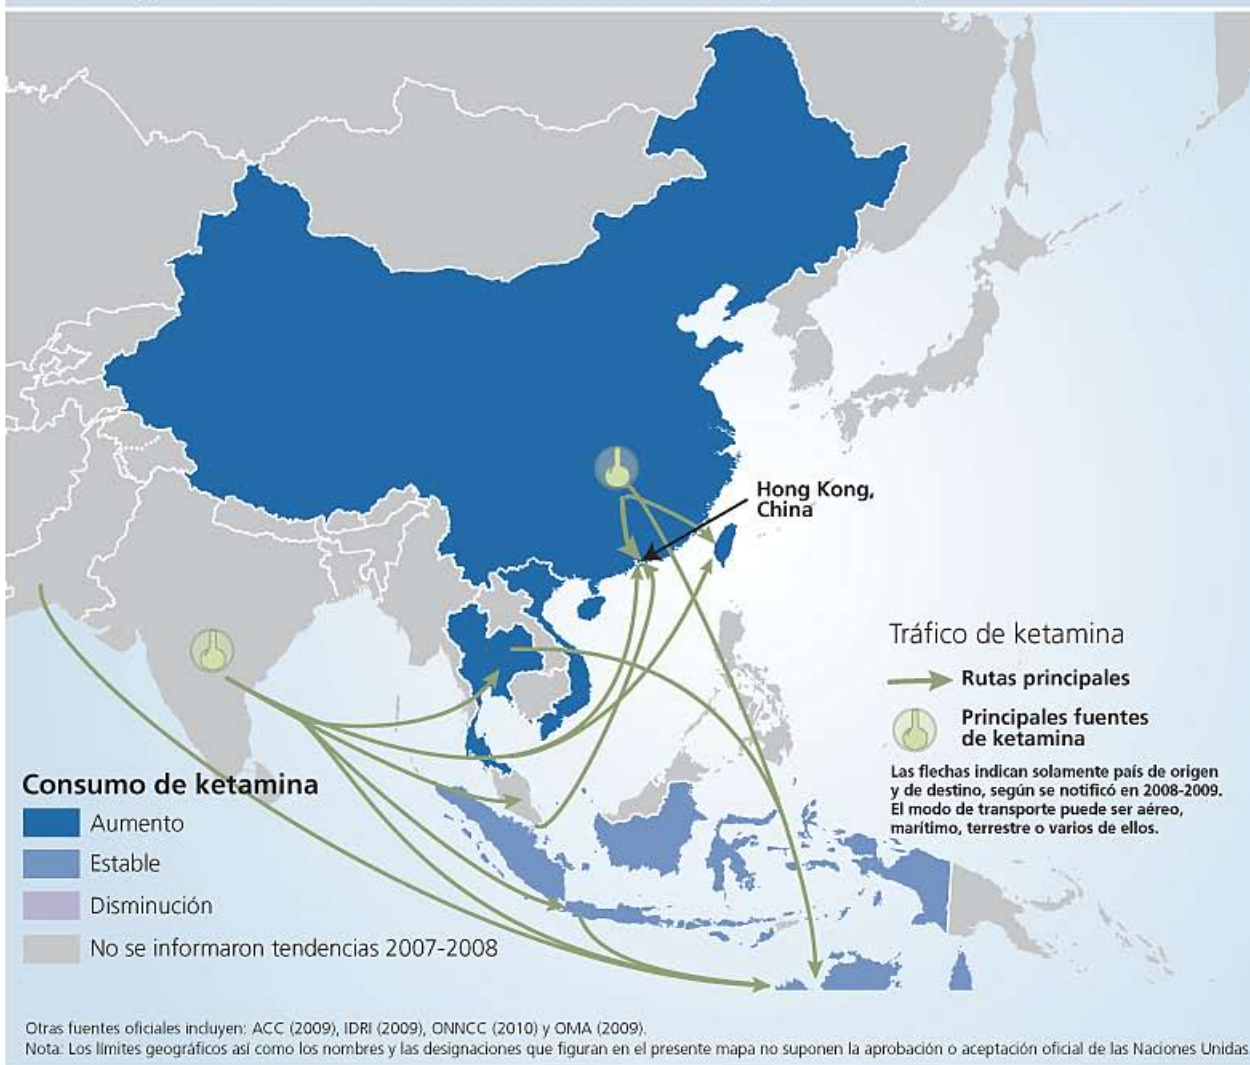 Hong Kong,
China
Tráfico de ketamina
Rutas principales
Principales fuentes
de ketamina
Las flechas indican solamente país de origen
y de destino, según se notificó en 2008-2009.
El modo de transporte puede ser aéreo,
marítimo, terrestre o varios de ellos.
Consumo de ketamina
Aumento
Estable
Disminución
No se informaron tendencias 2007-2008
Otras fuentes oficiales incluyen: ACC (2009), IDRI (2009), ONNCC (2010) y OMA (2009).
Nota: Los límites geográficos así como los nombres y las designaciones que figuran en el presente mapa no suponen la aprobación o aceptación oficial de las Naciones Unidas